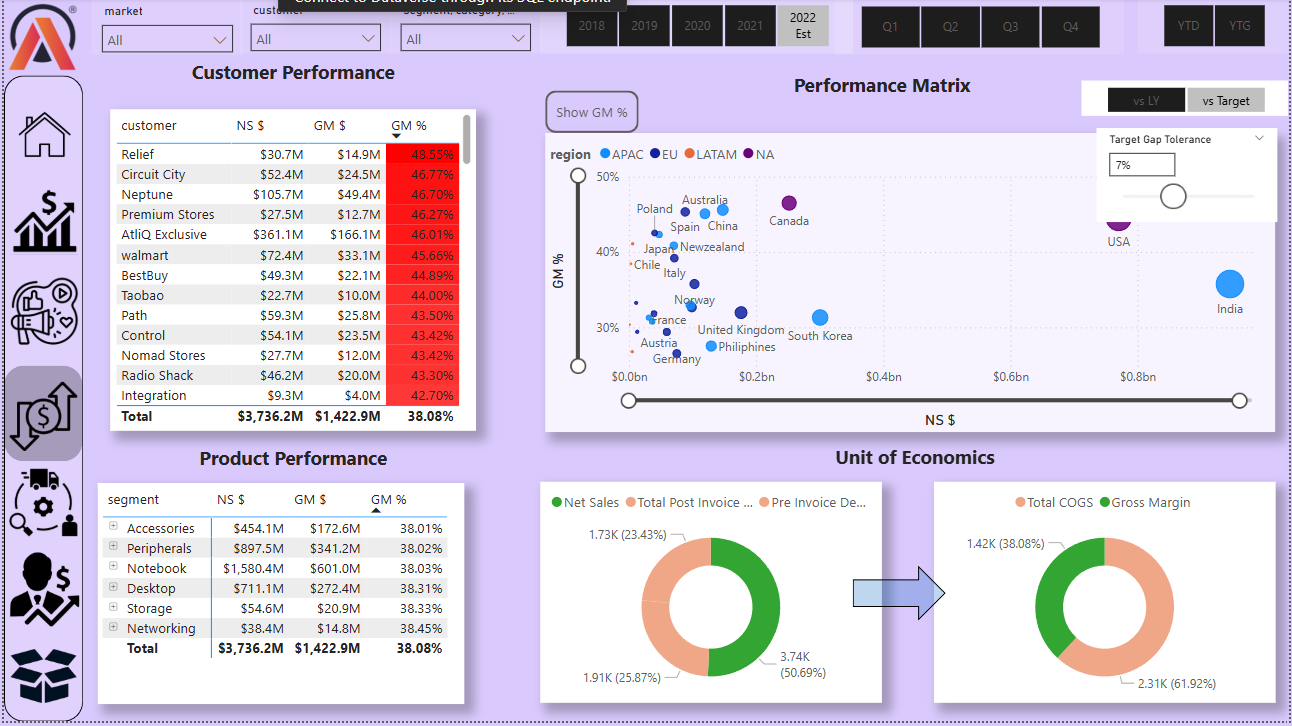 Connect to Dataverse through its SQL endpoint.
market
customer
segment, category, ...
All
All
All
2018
2019
2020
2021
2022
Est
Q1
Q2
Q3
Q4
YTD
YTG
Customer Performance
customer NS $ GM $ GM %
Relief $30.7M $14.9M 48.55%
Circuit City $52.4M $24.5M 46.77%
Neptune $105.7M $49.4M 46.70%
Premium Stores $27.5M $12.7M 46.27%
AtliQ Exclusive $361.1M $166.1M 46.01%
walmart $72.4M $33.1M 45.66%
BestBuy $49.3M $22.1M 44.89%
Taobao $22.7M $10.0M 44.00%
Path $59.3M $25.8M 43.50%
Control $54.1M $23.5M 43.42%
Nomad Stores $27.7M $12.0M 43.42%
Radio Shack $46.2M $20.0M 43.30%
Integration $9.3M $4.0M 42.70%
Total $3,736.2M $1,422.9M 38.08%
Performance Matrix
Show GM %
vs LY
vs Target
Target Gap Tolerance
7%
region APAC EU LATAM NA
50%
40%
30%
GM %
Australia
Poland
Spain
China
Canada
USA
Japan
Newzealand
Chile
Italy
India
Norway
France
United Kingdom
South Korea
Austria
Philiphines
Germany
$0.0bn $0.2bn $0.4bn $0.6bn $0.8bn
NS $
Product Performance
segment NS $ GM $ GM %
Accessories $454.1M $172.6M 38.01%
Peripherals $897.5M $341.2M 38.02%
Notebook $1,580.4M $601.0M 38.03%
Desktop $711.1M $272.4M 38.31%
Storage $54.6M $20.9M 38.33%
Networking $38.4M $14.8M 38.45%
Total $3,736.2M $1,422.9M 38.08%
Unit of Economics
Net Sales Total Post Invoice ... Pre Invoice De...
1.73K (23.43%)
3.74K
(50.69%)
1.91K (25.87%)
Total COGS Gross Margin
1.42K (38.08%)
2.31K (61.92%)